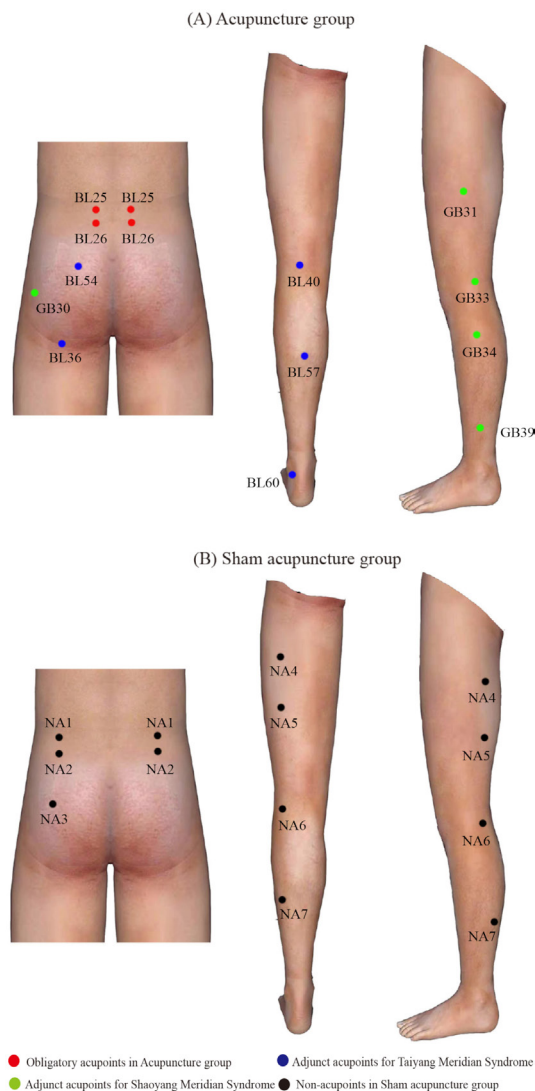 (A) Acupuncture group
BL25 BL25
BL26 BL26
BL54
GB30
BL36
BL40
BL57
BL60
GB31
GB33
GB34
GB39
(B) Sham acupuncture group
NA1 NA1
NA2 NA2
NA3
NA4
NA5
NA6
NA7
NA4
NA5
NA6
NA7
Obligatory acupoints in Acupuncture group
Adjunct acupoints for Taiyang Meridian Syndrome
Adjunct acupoints for Shaoyang Meridian Syndrome
Non-acupoints in Sham acupuncture group